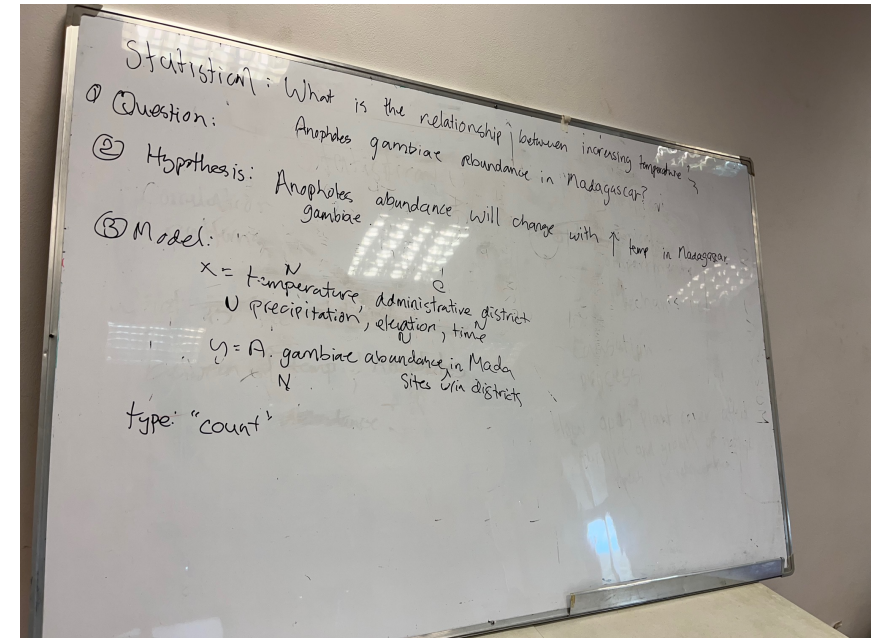 Statistical: What is the relationship between increasing temperature &
① Question: Anopholes gambiae abundance in Madagascar?
② Hypothesis: Anopholes gambiae abundance will change with ↑ temp in Madagascar
③ Model:
N c
x = temperature, administrative district
N precipitation, elevation, time
N N
y = A. gambiae abundance in Mada
N sites w/in districts
type: "count"